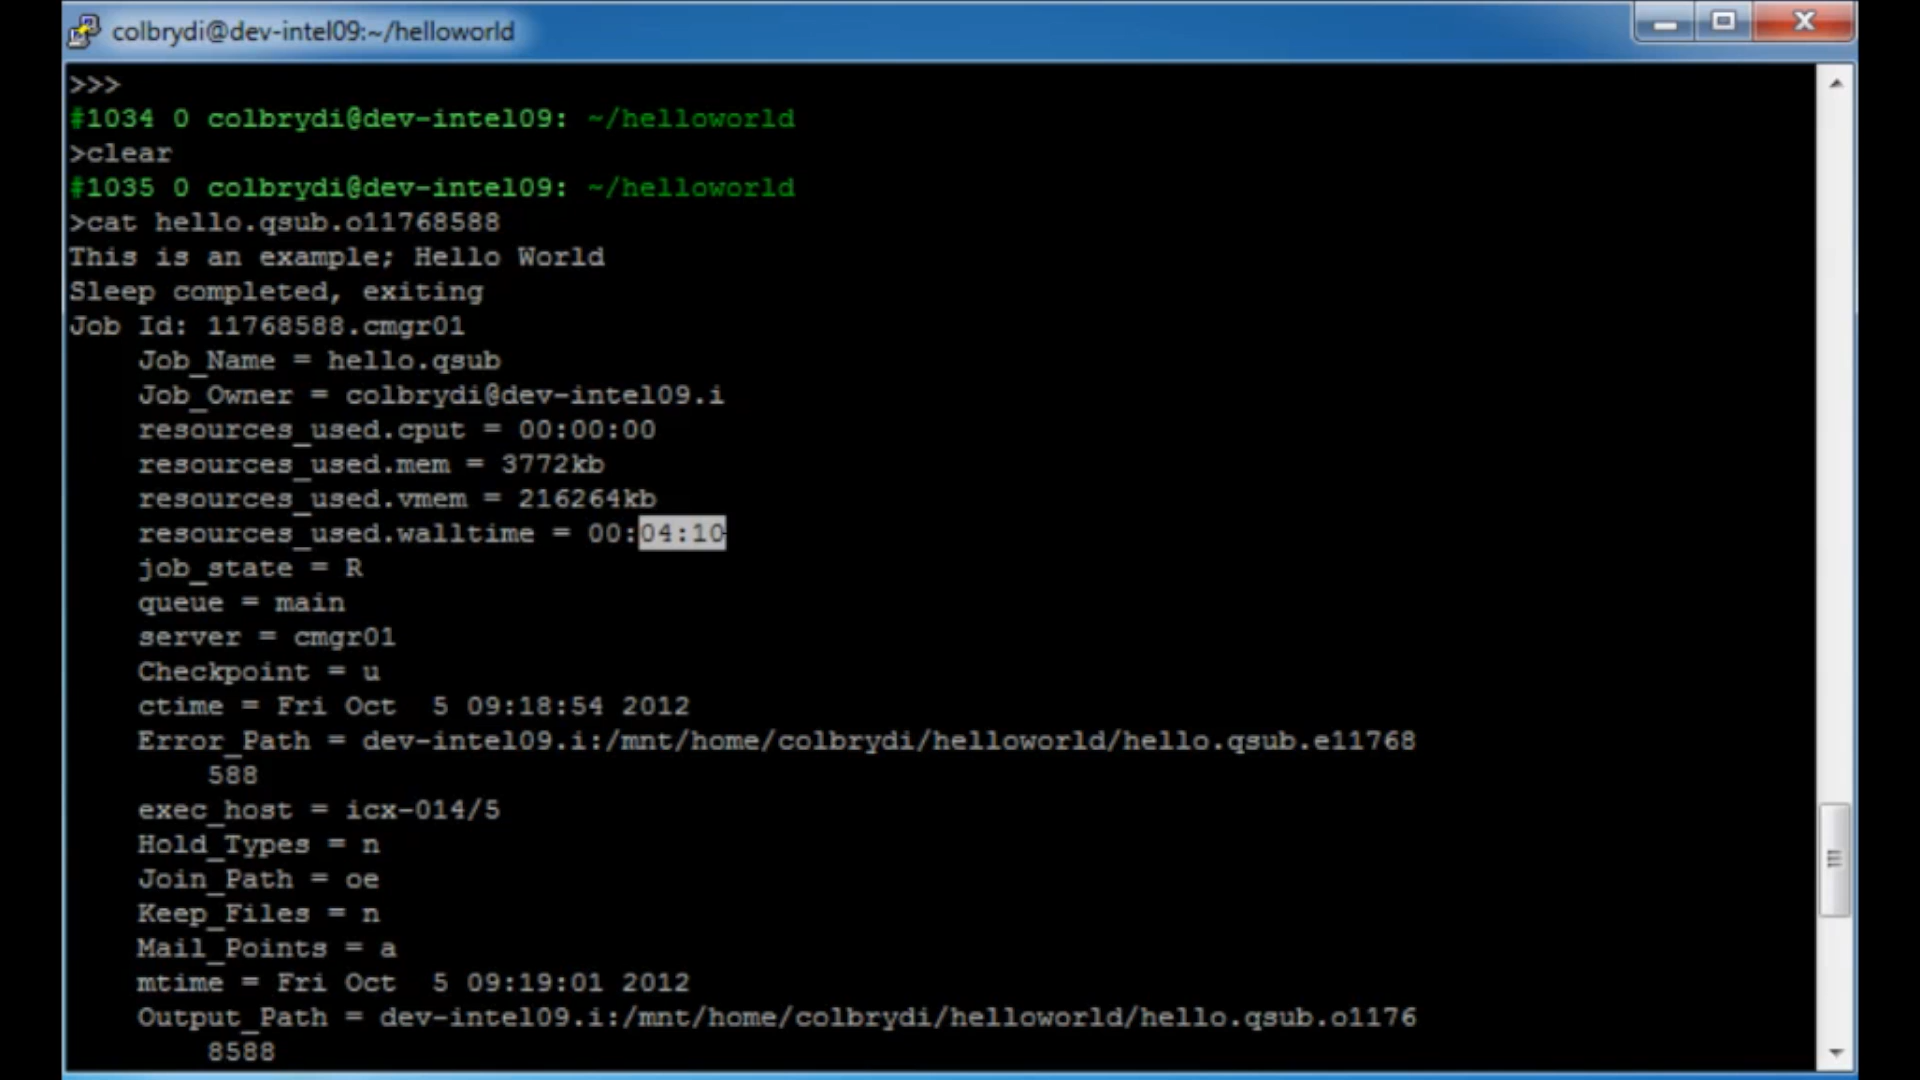 colbrydi@dev-intel09:~/helloworld
>>>
#1034 0 colbrydi@dev-intel09: ~/helloworld
>clear
#1035 0 colbrydi@dev-intel09: ~/helloworld
>cat hello.qsub.o11768588
This is an example; Hello World
Sleep completed, exiting
Job Id: 11768588.cmgr01
Job_Name = hello.qsub
Job_Owner = colbrydi@dev-intel09.i
resources_used.cput = 00:00:00
resources_used.mem = 3772kb
resources_used.vmem = 216264kb
resources_used.walltime = 00:04:10
job_state = R
queue = main
server = cmgr01
Checkpoint = u
ctime = Fri Oct  5 09:18:54 2012
Error_Path = dev-intel09.i:/mnt/home/colbrydi/helloworld/hello.qsub.e11768
588
exec_host = icx-014/5
Hold_Types = n
Join_Path = oe
Keep_Files = n
Mail_Points = a
mtime = Fri Oct  5 09:19:01 2012
Output_Path = dev-intel09.i:/mnt/home/colbrydi/helloworld/hello.qsub.o1176
8588